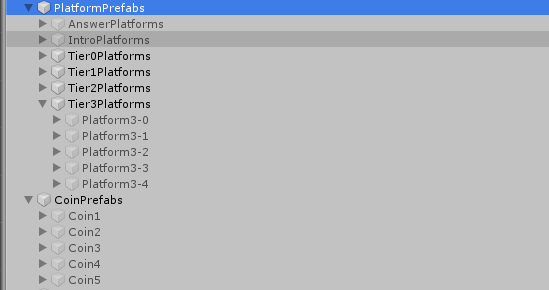 PlatformPrefabs
AnswerPlatforms
IntroPlatforms
Tier0Platforms
Tier1Platforms
Tier2Platforms
Tier3Platforms
Platform3-0
Platform3-1
Platform3-2
Platform3-3
Platform3-4
CoinPrefabs
Coin1
Coin2
Coin3
Coin4
Coin5